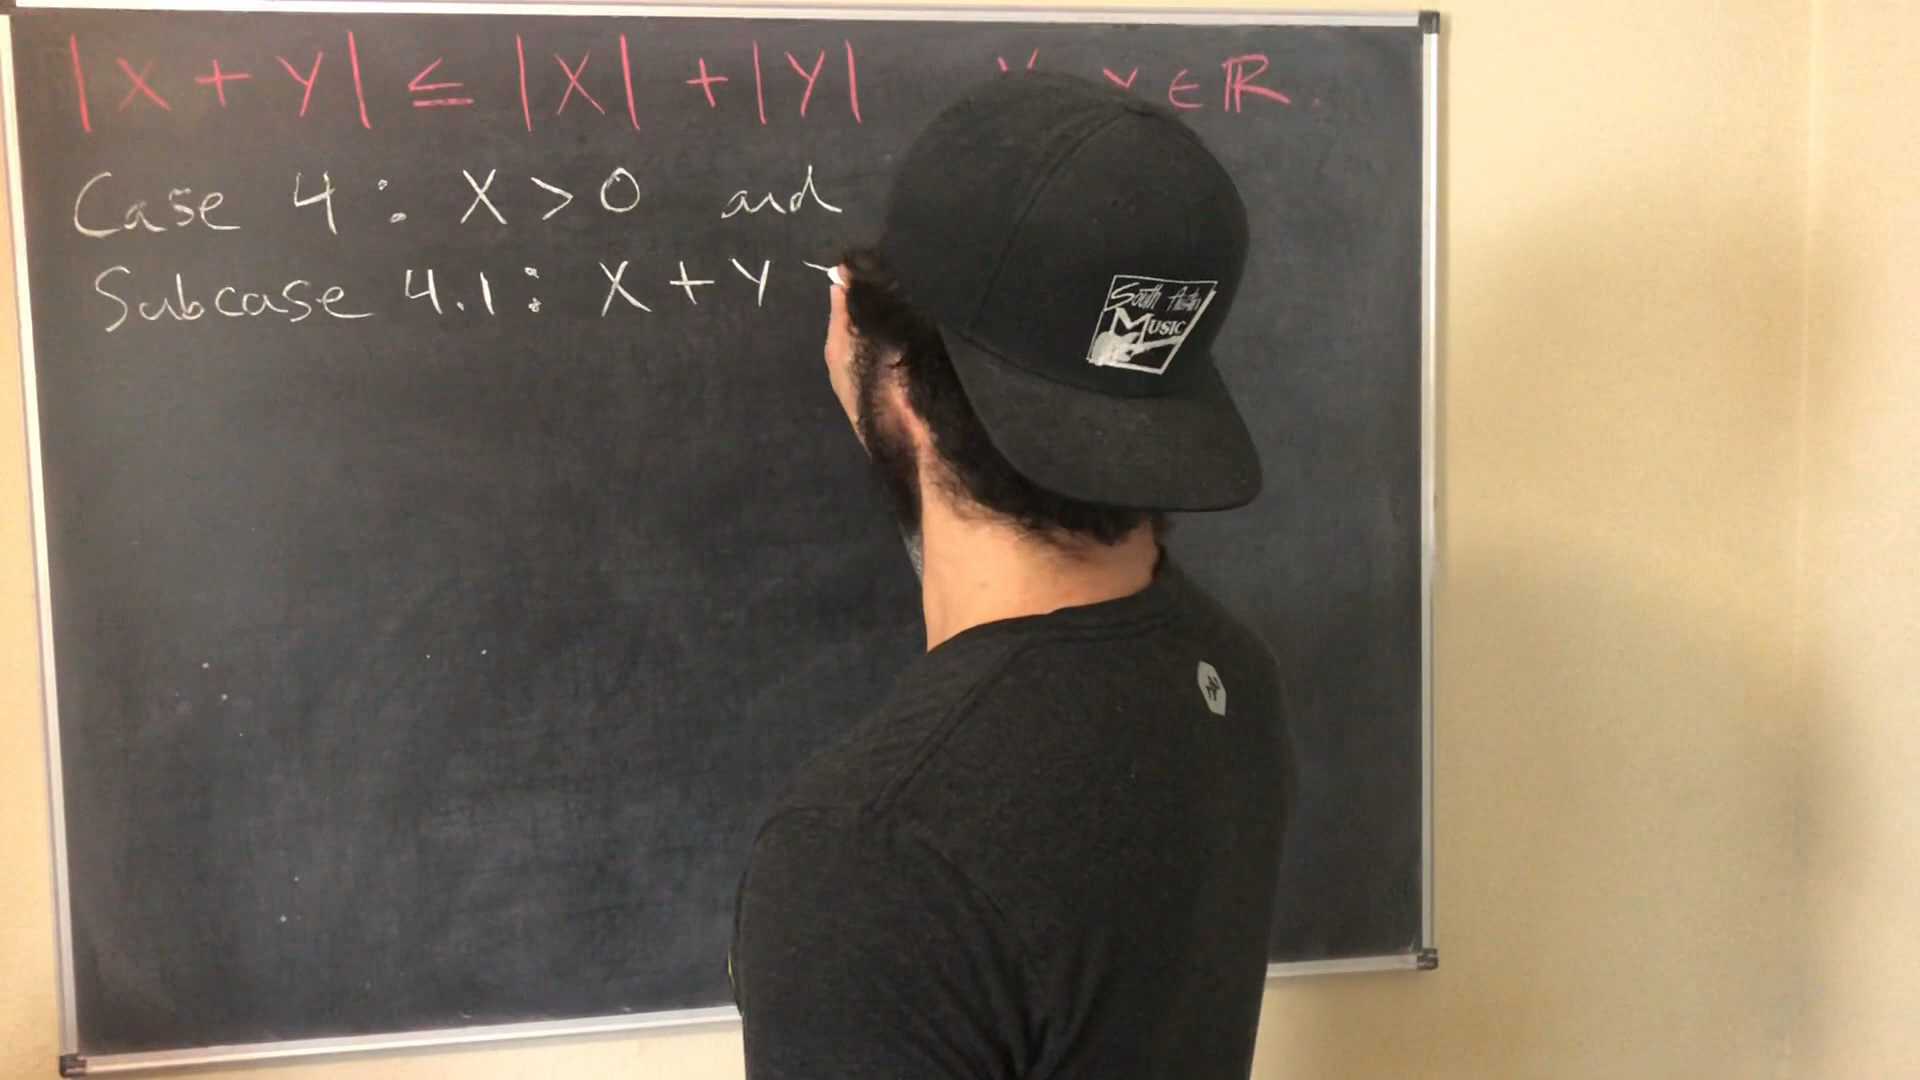 |X + Y| ≤ |X| + |Y| Y ∈ ℝ.
Case 4 : X > 0 and
Subcase 4.1 : X + Y
South Austin
Music